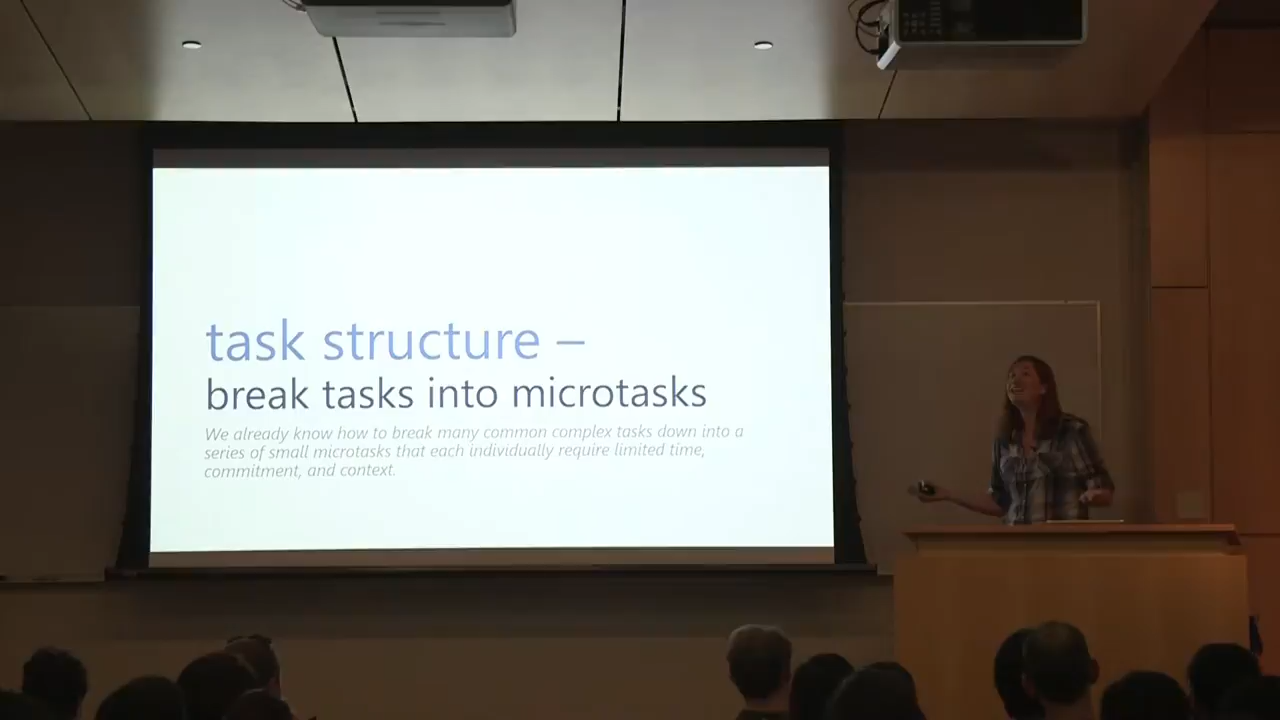 task structure –
break tasks into microtasks
We already know how to break many common complex tasks down into a
series of small microtasks that each individually require limited time,
commitment, and context.